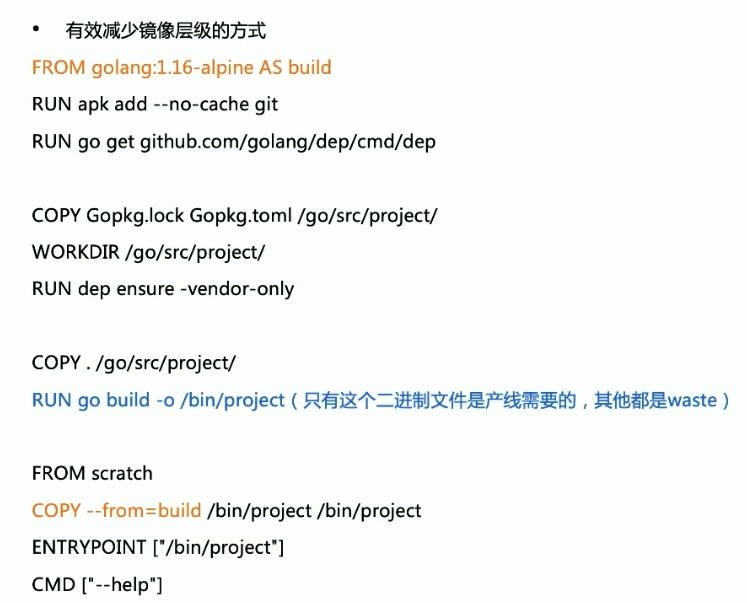 • 有效减少镜像层级的方式
FROM golang:1.16-alpine AS build
RUN apk add --no-cache git
RUN go get github.com/golang/dep/cmd/dep
COPY Gopkg.lock Gopkg.toml /go/src/project/
WORKDIR /go/src/project/
RUN dep ensure -vendor-only
COPY . /go/src/project/
RUN go build -o /bin/project（只有这个二进制文件是产线需要的，其他都是waste）
FROM scratch
COPY --from=build /bin/project /bin/project
ENTRYPOINT ["/bin/project"]
CMD ["--help"]